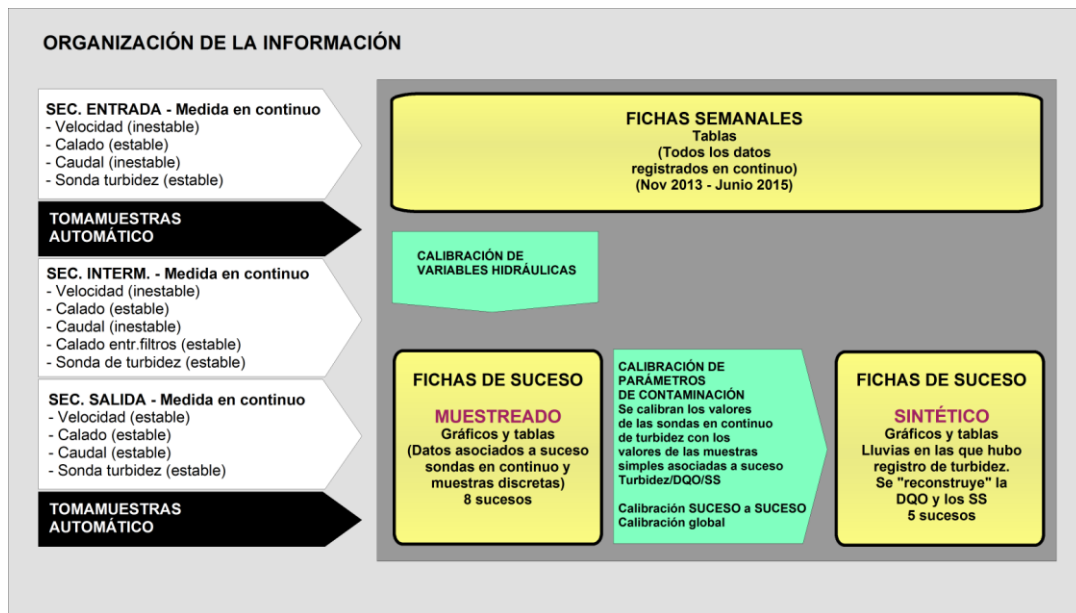 ORGANIZACIÓN DE LA INFORMACIÓN
SEC. ENTRADA - Medida en continuo
- Velocidad (inestable)
- Calado (estable)
- Caudal (inestable)
- Sonda turbidez (estable)
TOMAMUESTRAS
AUTOMÁTICO
SEC. INTERM. - Medida en continuo
- Velocidad (inestable)
- Calado (estable)
- Caudal (inestable)
- Calado entr.filtros (estable)
- Sonda de turbidez (estable)
SEC. SALIDA - Medida en continuo
- Velocidad (estable)
- Calado (estable)
- Caudal (estable)
- Sonda turbidez (estable)
TOMAMUESTRAS
AUTOMÁTICO
FICHAS SEMANALES
Tablas
(Todos los datos
registrados en continuo)
(Nov 2013 - Junio 2015)
CALIBRACIÓN DE
VARIABLES HIDRÁULICAS
FICHAS DE SUCESO
MUESTREADO
Gráficos y tablas
(Datos asociados a suceso
sondas en continuo y
muestras discretas)
8 sucesos
CALIBRACIÓN DE
PARÁMETROS
DE CONTAMINACIÓN
Se calibran los valores
de las sondas en continuo
de turbidez con los
valores de las muestras
simples asociadas a suceso
Turbidez/DQO/SS
Calibración SUCESO a SUCESO
Calibración global
FICHAS DE SUCESO
SINTÉTICO
Gráficos y tablas
Lluvias en las que hubo
registro de turbidez.
Se "reconstruye" la
DQO y los SS
5 sucesos